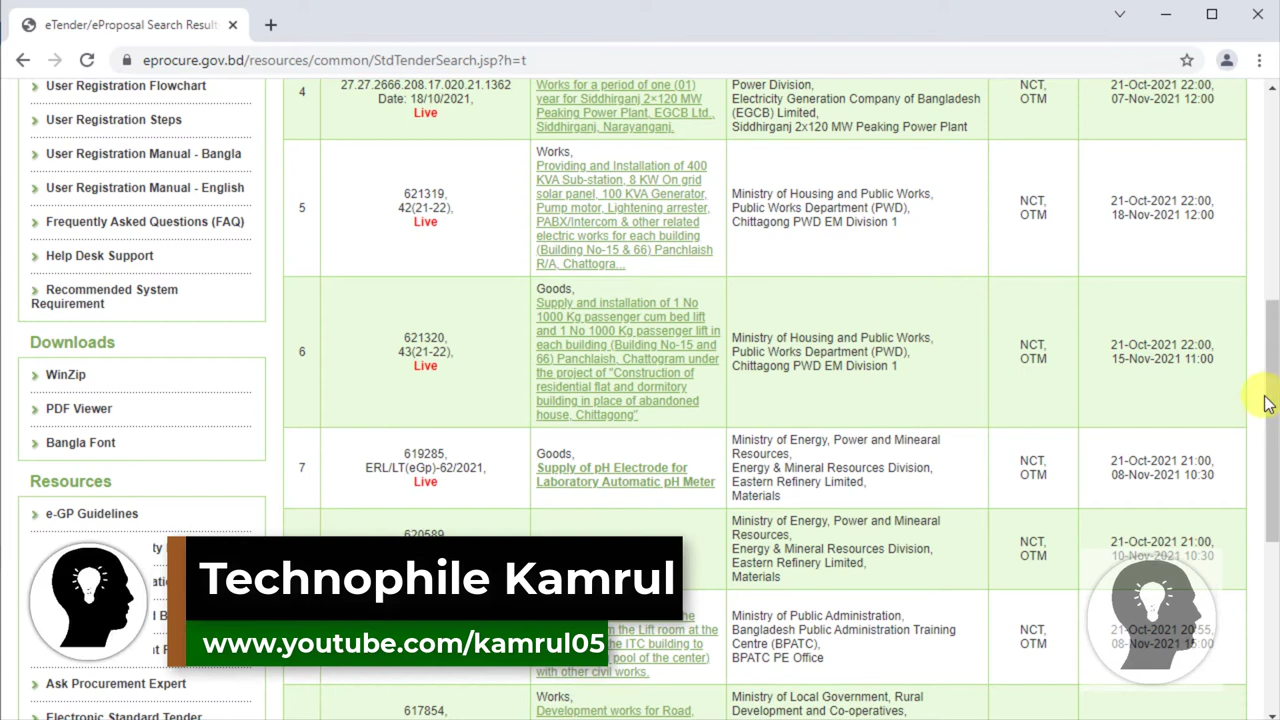 eTender/eProposal Search Result
eprocure.gov.bd/resources/common/StdTenderSearch.jsp?h=t
User Registration Flowchart
User Registration Steps
User Registration Manual - Bangla
User Registration Manual - English
Frequently Asked Questions (FAQ)
Help Desk Support
Recommended System
Requirement
Downloads
WinZip
PDF Viewer
Bangla Font
Resources
e-GP Guidelines
Ask Procurement Expert
Electronic Standard Tender
4
27.27.2666.208.17.020.21.1362
Date: 18/10/2021,
Live
Works for a period of one (01)
year for Siddhirganj 2×120 MW
Peaking Power Plant, EGCB Ltd.,
Siddhirganj, Narayanganj.
Power Division,
Electricity Generation Company of Bangladesh
(EGCB) Limited,
Siddhirganj 2x120 MW Peaking Power Plant
NCT,
OTM
21-Oct-2021 22:00,
07-Nov-2021 12:00
5
621319,
42(21-22),
Live
Works,
Providing and Installation of 400
KVA Sub-station, 8 KW On grid
solar panel, 100 KVA Generator,
Pump motor, Lightening arrester,
PABX/Intercom & other related
electric works for each building
(Building No-15 & 66) Panchlaish
R/A, Chattogra...
Ministry of Housing and Public Works,
Public Works Department (PWD),
Chittagong PWD EM Division 1
NCT,
OTM
21-Oct-2021 22:00,
18-Nov-2021 12:00
6
621320,
43(21-22),
Live
Goods,
Supply and installation of 1 No
1000 Kg passenger cum bed lift
and 1 No 1000 Kg passenger lift in
each building (Building No-15 and
66) Panchlaish, Chattogram under
the project of "Construction of
residential flat and dormitory
building in place of abandoned
house, Chittagong"
Ministry of Housing and Public Works,
Public Works Department (PWD),
Chittagong PWD EM Division 1
NCT,
OTM
21-Oct-2021 22:00,
15-Nov-2021 11:00
7
619285,
ERL/LT(eGp)-62/2021,
Live
Goods,
Supply of pH Electrode for
Laboratory Automatic pH Meter
Ministry of Energy, Power and Minearal
Resources,
Energy & Mineral Resources Division,
Eastern Refinery Limited,
Materials
NCT,
OTM
21-Oct-2021 21:00,
08-Nov-2021 10:30
620589,
Ministry of Energy, Power and Minearal
Resources,
Energy & Mineral Resources Division,
Eastern Refinery Limited,
Materials
NCT,
OTM
21-Oct-2021 21:00,
10-Nov-2021 10:30
the Lift room at the
the ITC building to
pool of the center)
with other civil works.
Ministry of Public Administration,
Bangladesh Public Administration Training
Centre (BPATC),
BPATC PE Office
NCT,
OTM
21-Oct-2021 20:55,
08-Nov-2021 15:00
617854,
Works,
Development works for Road,
Ministry of Local Government, Rural
Development and Co-operatives,
Technophile Kamrul
www.youtube.com/kamrul05